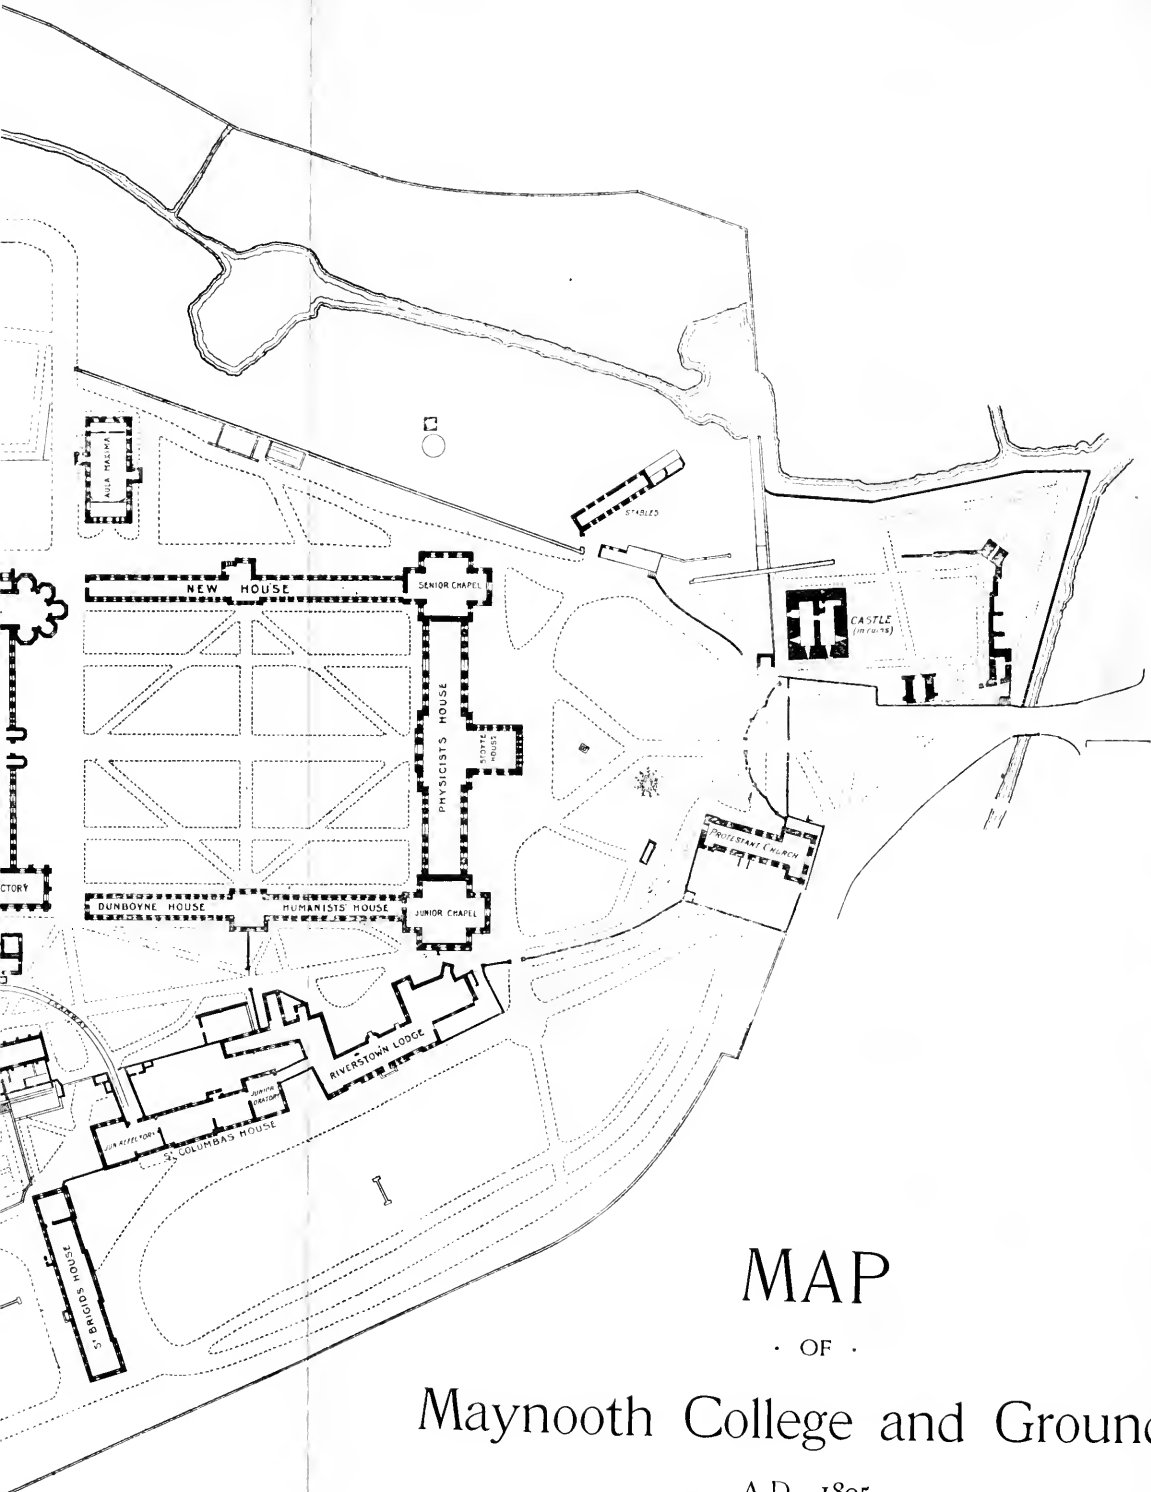 AULA MAXIMA
STABLES
NEW HOUSE
SENIOR CHAPEL
CASTLE
(in ruins)
PHYSICISTS HOUSE
STOYTE
HOUSE
PROTESTANT CHURCH
CTORY
DUNBOYNE HOUSE
HUMANISTS' HOUSE
JUNIOR CHAPEL
RIVERSTOWN LODGE
JUNIOR
ORATORY
JUN REFECTORY
ST COLUMBAS HOUSE
ST BRIGIDS HOUSE
MAP
· OF ·
Maynooth College and Ground
A.D. 1895